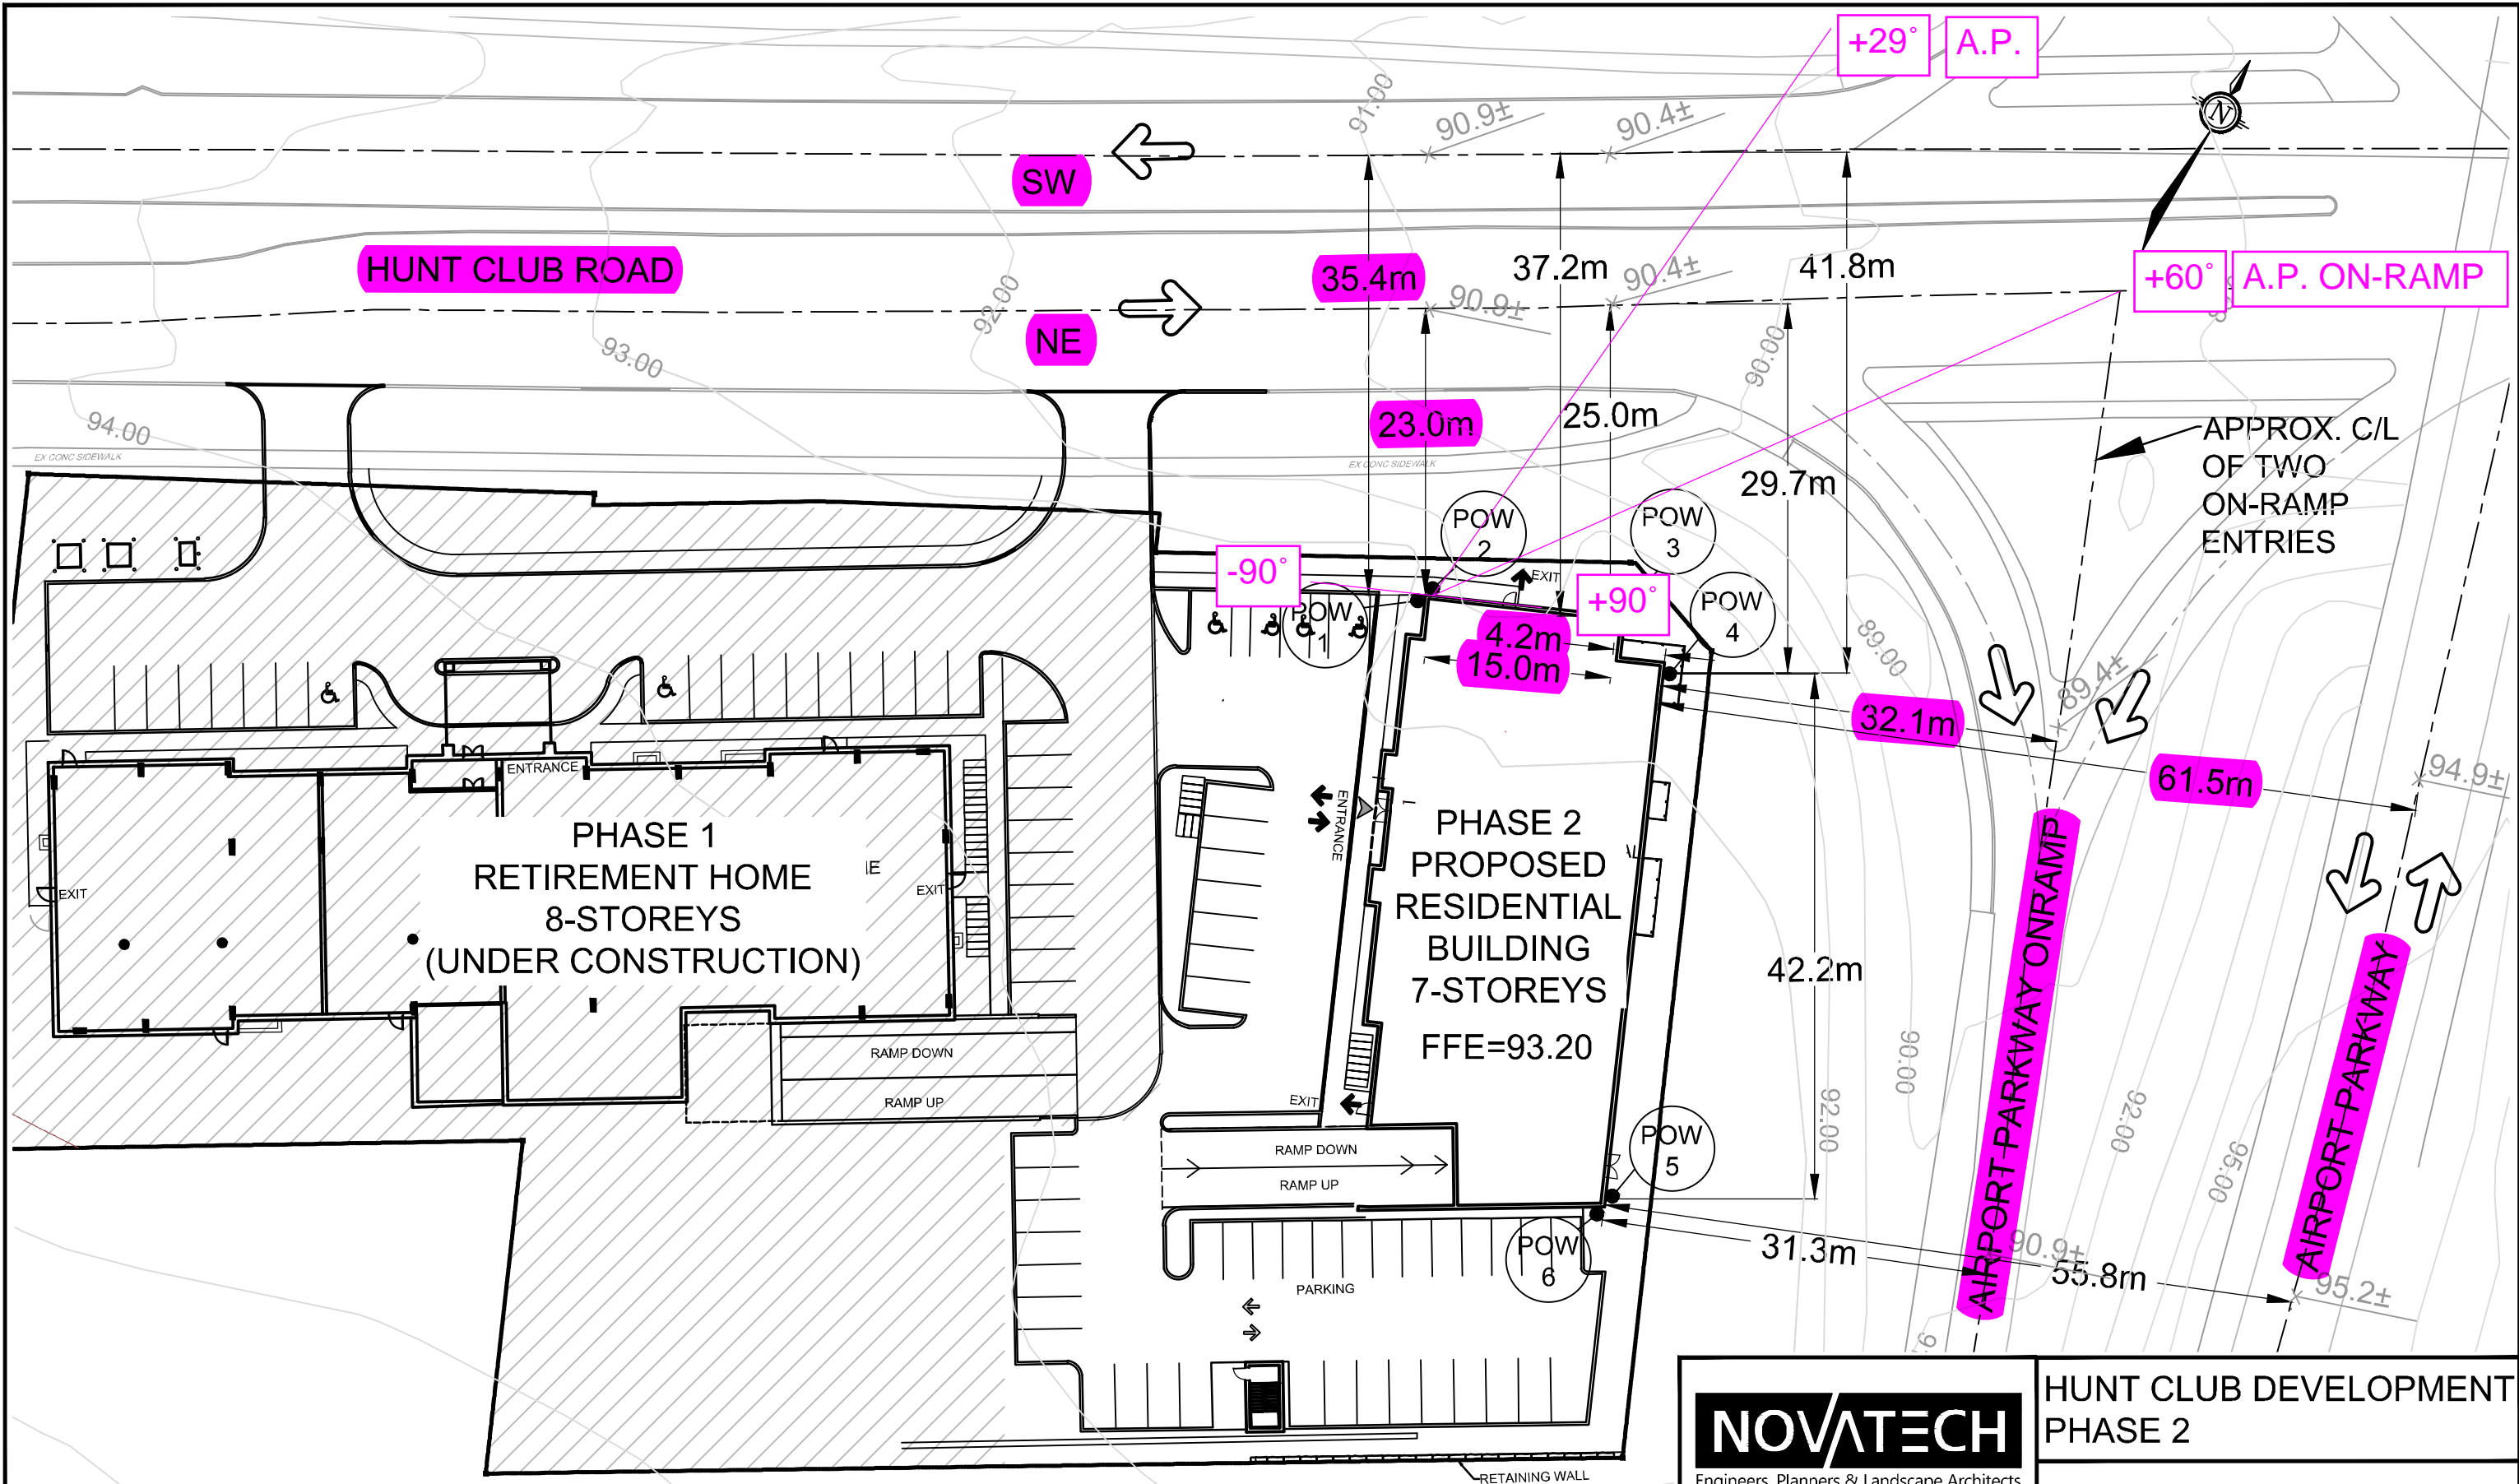 +29°
A.P.
91.00
90.9±
90.4±
N
SW
HUNT CLUB ROAD
35.4m
37.2m
41.8m
+60°
A.P. ON-RAMP
90.4±
90.9±
92.00
NE
93.00
90.00
94.00
23.0m
25.0m
APPROX. C/L
OF TWO
ON-RAMP
ENTRIES
EX CONC SIDEWALK
EX CONC SIDEWALK
29.7m
POW
2
POW
3
-90°
EXIT
+90°
POW
1
POW
4
4.2m
15.0m
89.00
89.4±
32.1m
61.5m
94.9±
ENTRANCE
ENTRANCE
PHASE 1
RETIREMENT HOME
8-STOREYS
(UNDER CONSTRUCTION)
EXIT
EXIT
PHASE 2
PROPOSED
RESIDENTIAL
BUILDING
7-STOREYS
FFE=93.20
42.2m
AIRPORT PARKWAY ONRAMP
AIRPORT PARKWAY
90.00
92.00
92.00
95.00
RAMP DOWN
RAMP UP
EXIT
RAMP DOWN
RAMP UP
POW
5
POW
6
31.3m
90.9±
55.8m
95.2±
PARKING
RETAINING WALL
NOVATECH
Engineers, Planners & Landscape Architects
HUNT CLUB DEVELOPMENT
PHASE 2